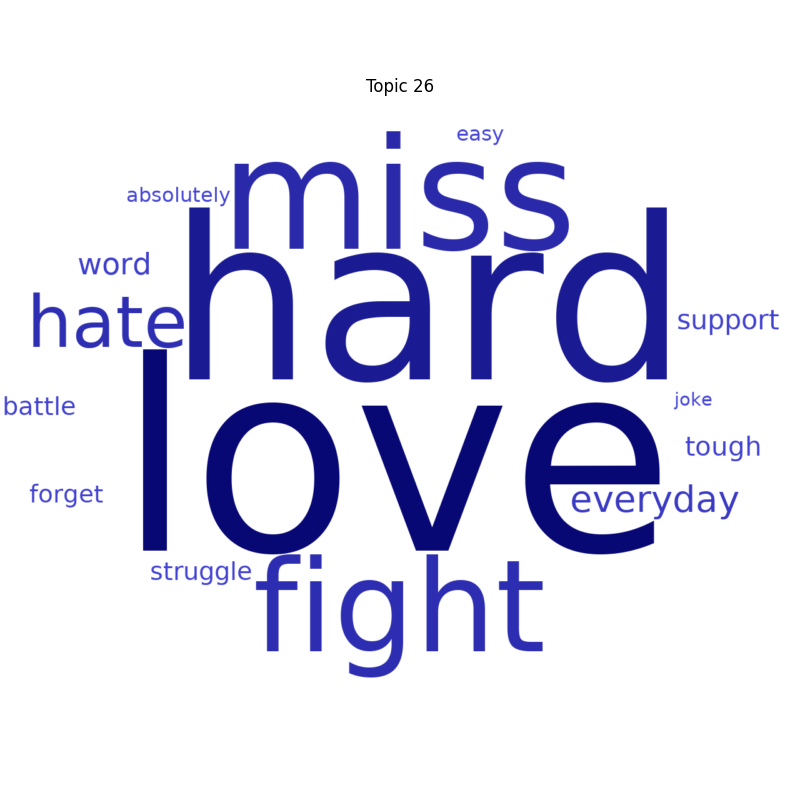 Topic 26
easy
miss
absolutely
hard
word
hate
support
love
joke
battle
tough
forget
everyday
struggle
fight